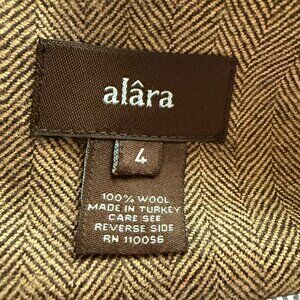 alâra
4
100% WOOL
MADE IN TURKEY
CARE SEE
REVERSE SIDE
RN 110056